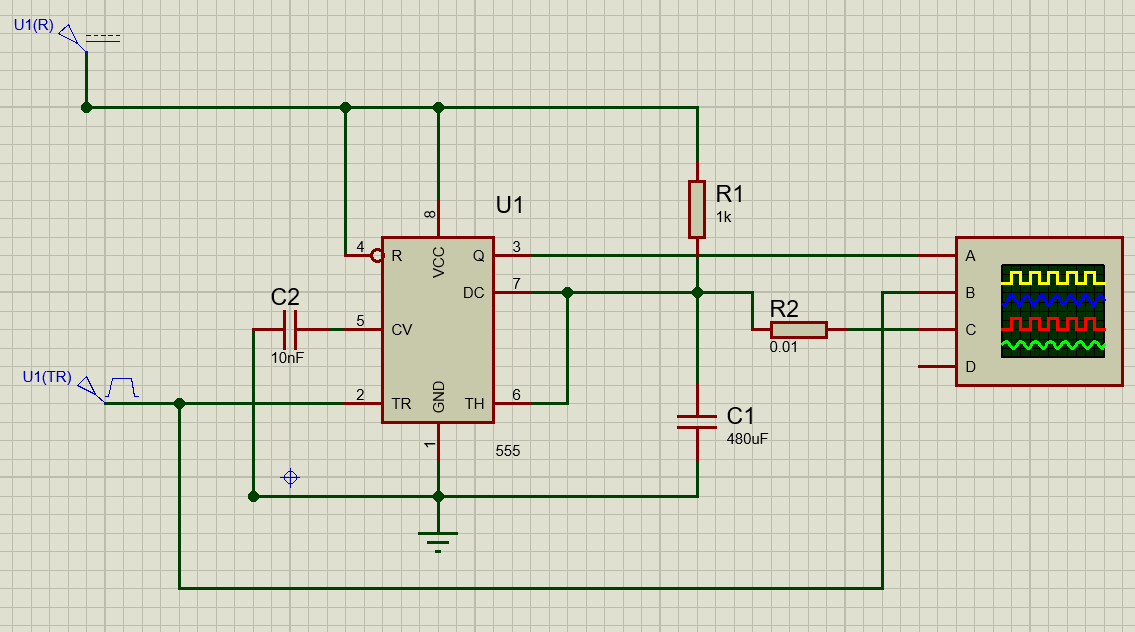 U1(R)
R1
1k
U1
8
VCC
4
R
Q
3
A
DC
7
B
C2
10nF
5
CV
R2
0.01
C
U1(TR)
2
TR
GND
TH
6
D
1
555
C1
480uF